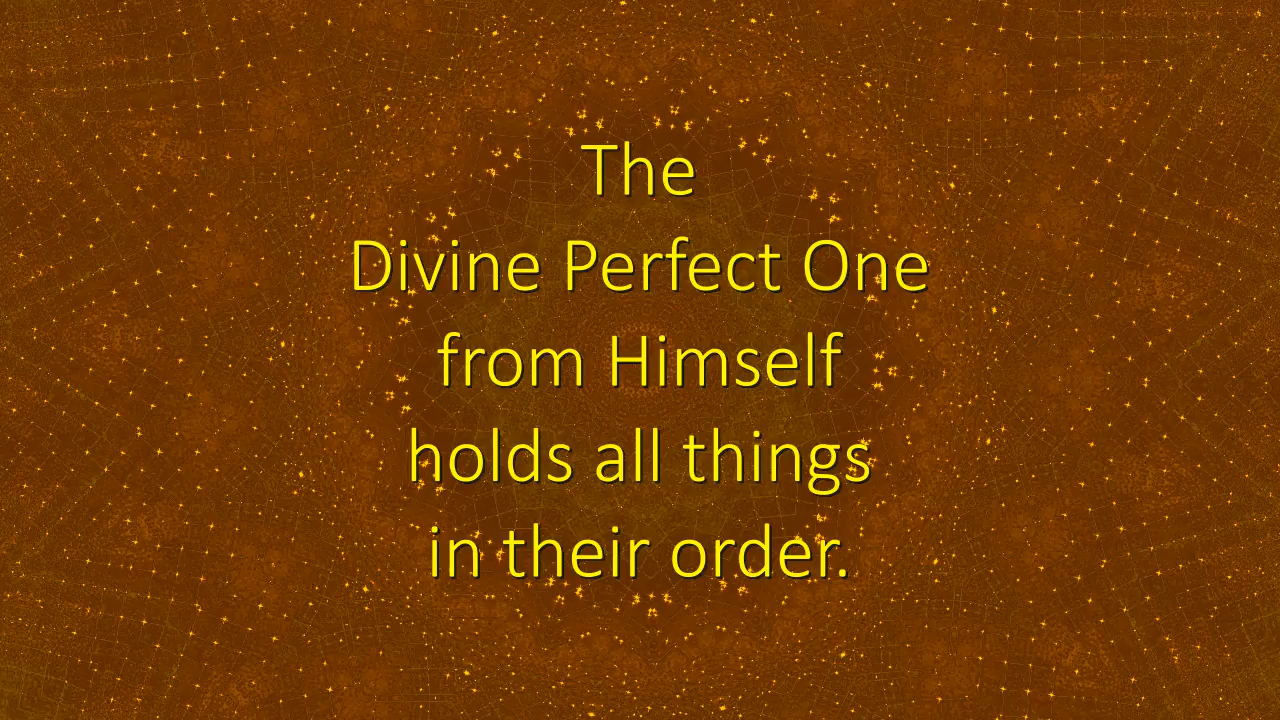 The
Divine Perfect One
from Himself
holds all things
in their order.